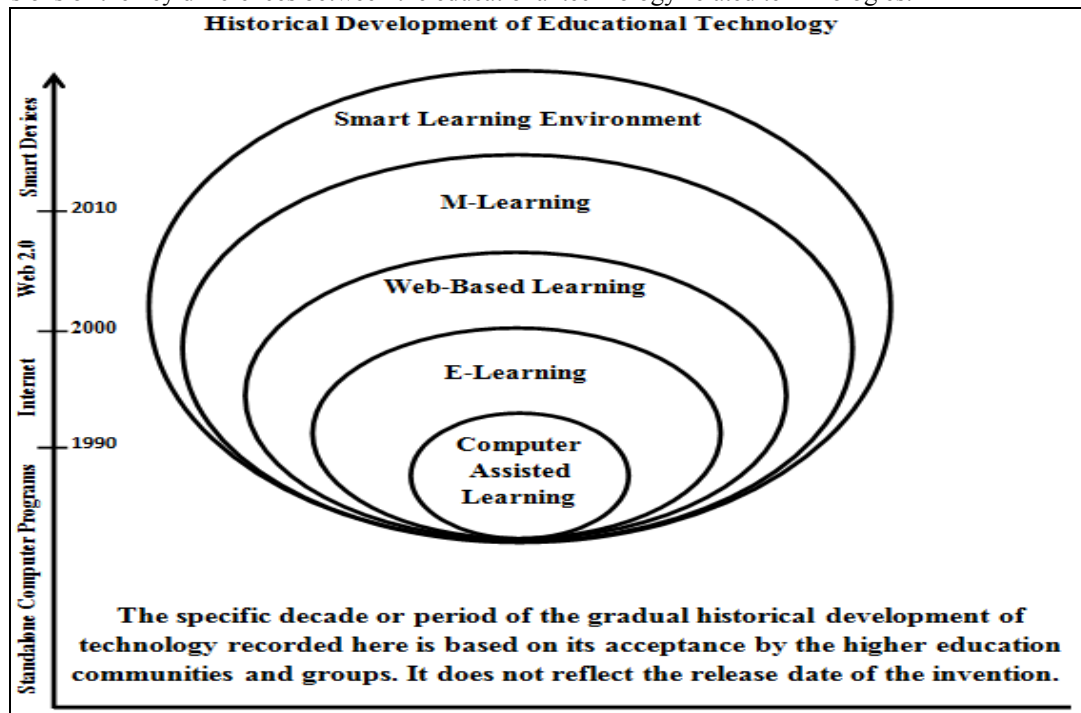 Historical Development of Educational Technology
Smart Learning Environment
M-Learning
Web-Based Learning
E-Learning
Computer
Assisted
Learning
Smart Devices
2010
Web 2.0
2000
Internet
1990
Standalone Computer Programs
The specific decade or period of the gradual historical development of
technology recorded here is based on its acceptance by the higher education
communities and groups. It does not reflect the release date of the invention.